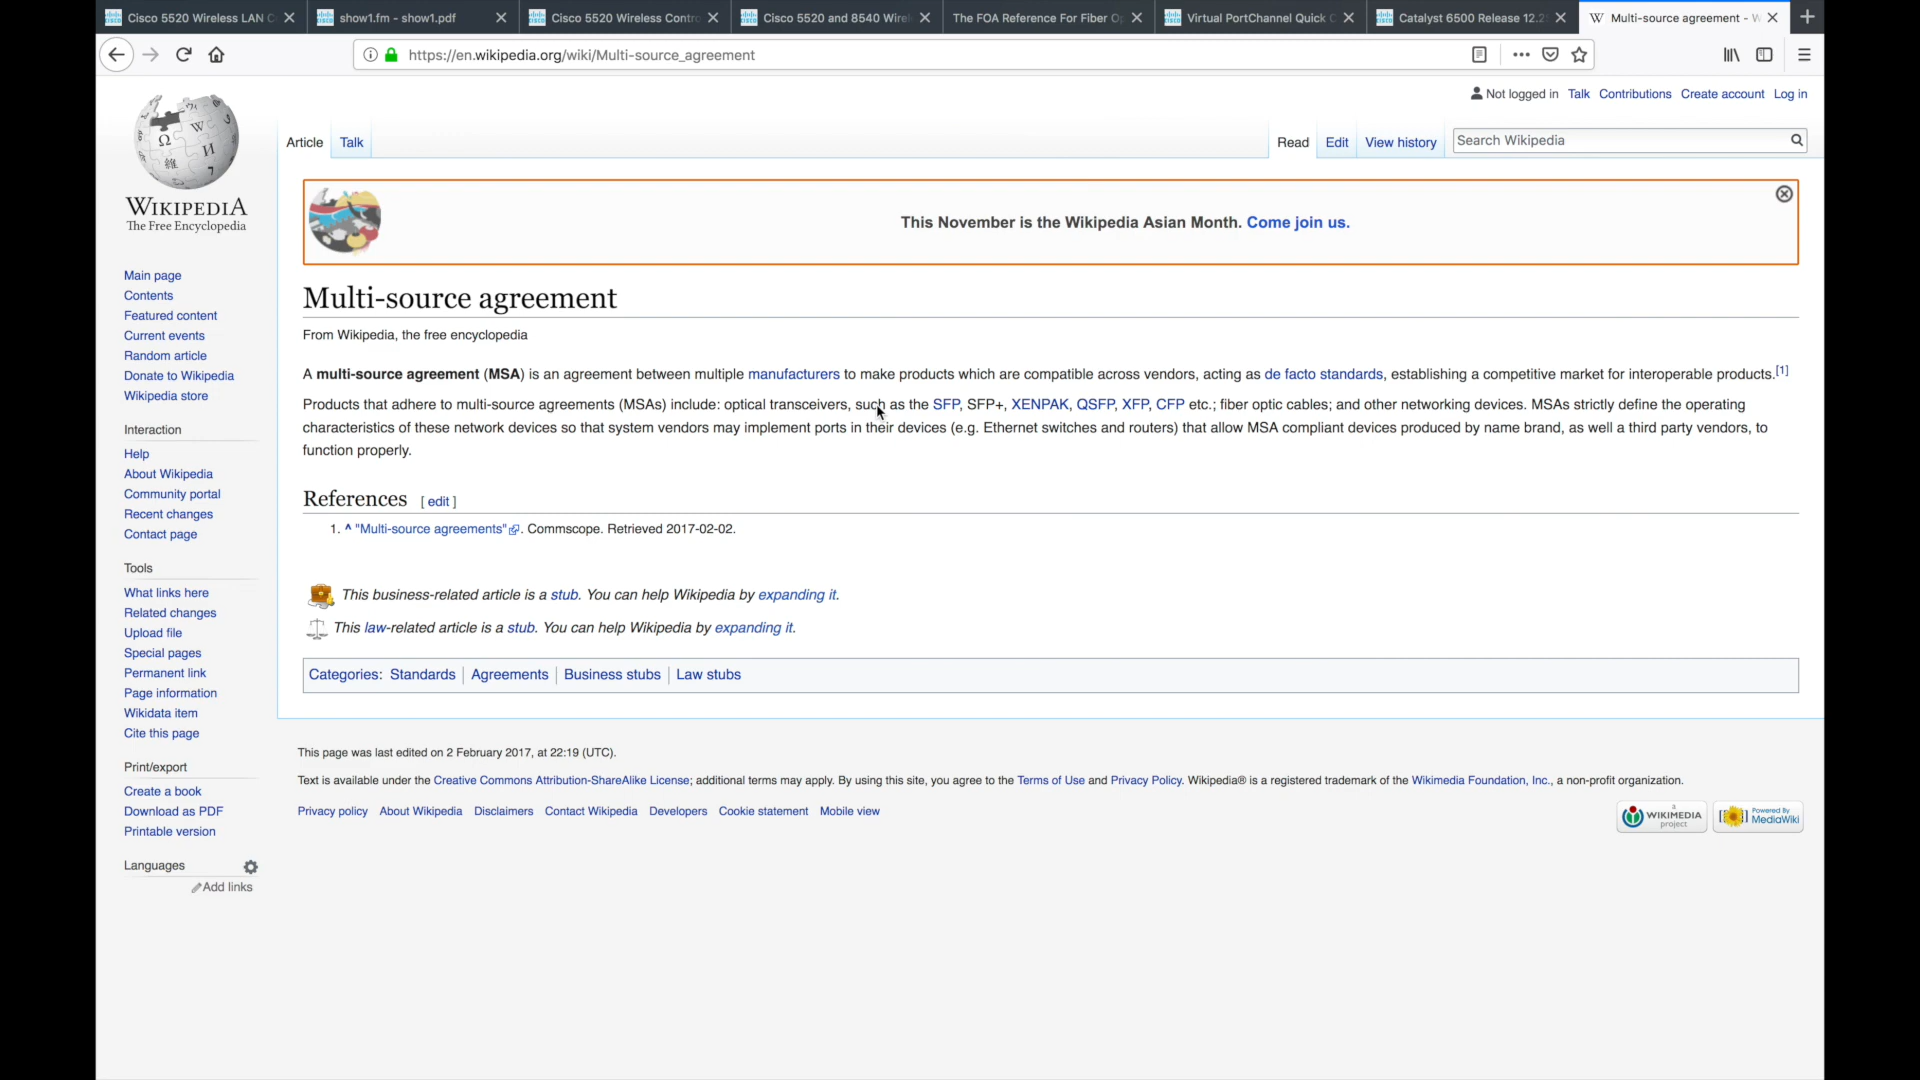 Cisco 5520 Wireless LAN C
show1.fm - show1.pdf
Cisco 5520 Wireless Contro
Cisco 5520 and 8540 Wirel
The FOA Reference For Fiber Op
Virtual PortChannel Quick C
Catalyst 6500 Release 12.2
Multi-source agreement - W
https://en.wikipedia.org/wiki/Multi-source_agreement
Not logged in Talk Contributions Create account Log in
Article Talk Read Edit View history Search Wikipedia
WIKIPEDIA
The Free Encyclopedia
This November is the Wikipedia Asian Month. Come join us.
Main page
Contents
Featured content
Current events
Random article
Donate to Wikipedia
Wikipedia store
Interaction
Help
About Wikipedia
Community portal
Recent changes
Contact page
Tools
What links here
Related changes
Upload file
Special pages
Permanent link
Page information
Wikidata item
Cite this page
Print/export
Create a book
Download as PDF
Printable version
Languages
Add links
Multi-source agreement
From Wikipedia, the free encyclopedia
A multi-source agreement (MSA) is an agreement between multiple manufacturers to make products which are compatible across vendors, acting as de facto standards, establishing a competitive market for interoperable products.[1]
Products that adhere to multi-source agreements (MSAs) include: optical transceivers, such as the SFP, SFP+, XENPAK, QSFP, XFP, CFP etc.; fiber optic cables; and other networking devices. MSAs strictly define the operating
characteristics of these network devices so that system vendors may implement ports in their devices (e.g. Ethernet switches and routers) that allow MSA compliant devices produced by name brand, as well a third party vendors, to
function properly.
References [ edit ]
1. ^ "Multi-source agreements". Commscope. Retrieved 2017-02-02.
This business-related article is a stub. You can help Wikipedia by expanding it.
This law-related article is a stub. You can help Wikipedia by expanding it.
Categories: Standards | Agreements | Business stubs | Law stubs
This page was last edited on 2 February 2017, at 22:19 (UTC).
Text is available under the Creative Commons Attribution-ShareAlike License; additional terms may apply. By using this site, you agree to the Terms of Use and Privacy Policy. Wikipedia® is a registered trademark of the Wikimedia Foundation, Inc., a non-profit organization.
Privacy policy About Wikipedia Disclaimers Contact Wikipedia Developers Cookie statement Mobile view
a
WIKIMEDIA
project
Powered By
MediaWiki